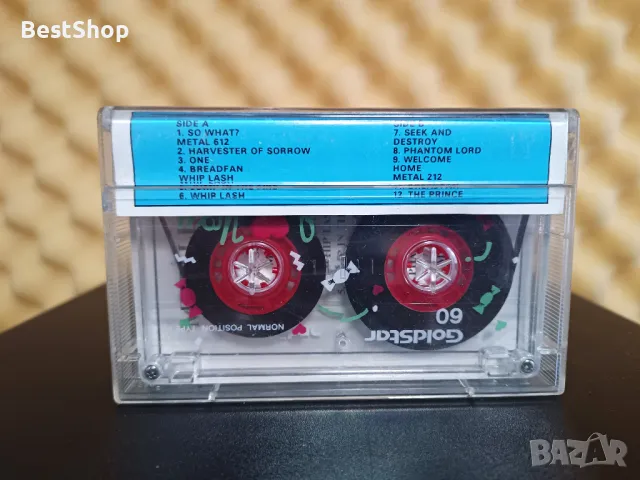 BestShop
SIDE A
1. SO WHAT?
METAL 612
2. HARVESTER OF SORROW
3. ONE
4. BREADFAN
WHIP LASH
6. WHIP LASH
7. SEEK AND
DESTROY
8. PHANTOM LORD
9. WELCOME
HOME
METAL 212
12. THE PRINCE
NORMAL POSITION TYPE
GoldStar
60
BAZAR